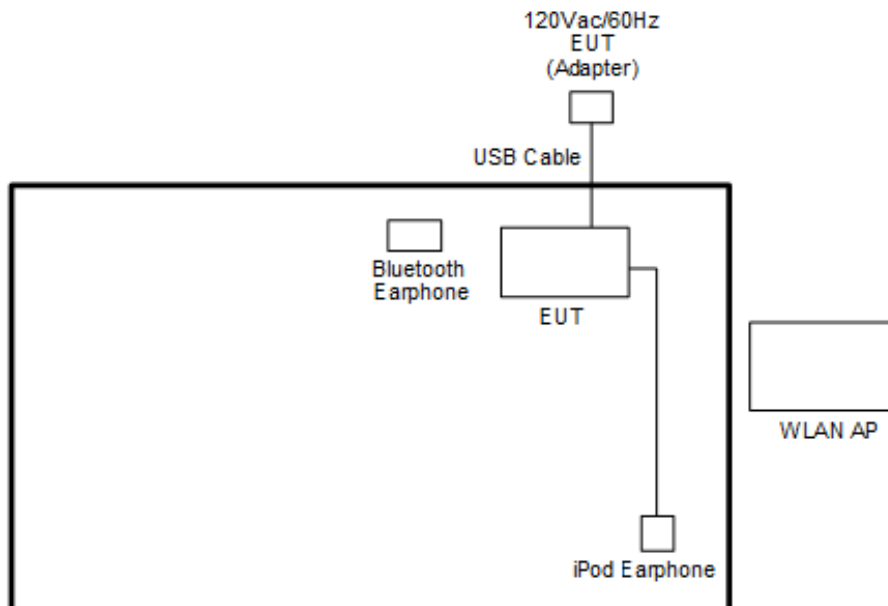 120Vac/60Hz
EUT
(Adapter)
USB Cable
Bluetooth
Earphone
EUT
WLAN AP
iPod Earphone